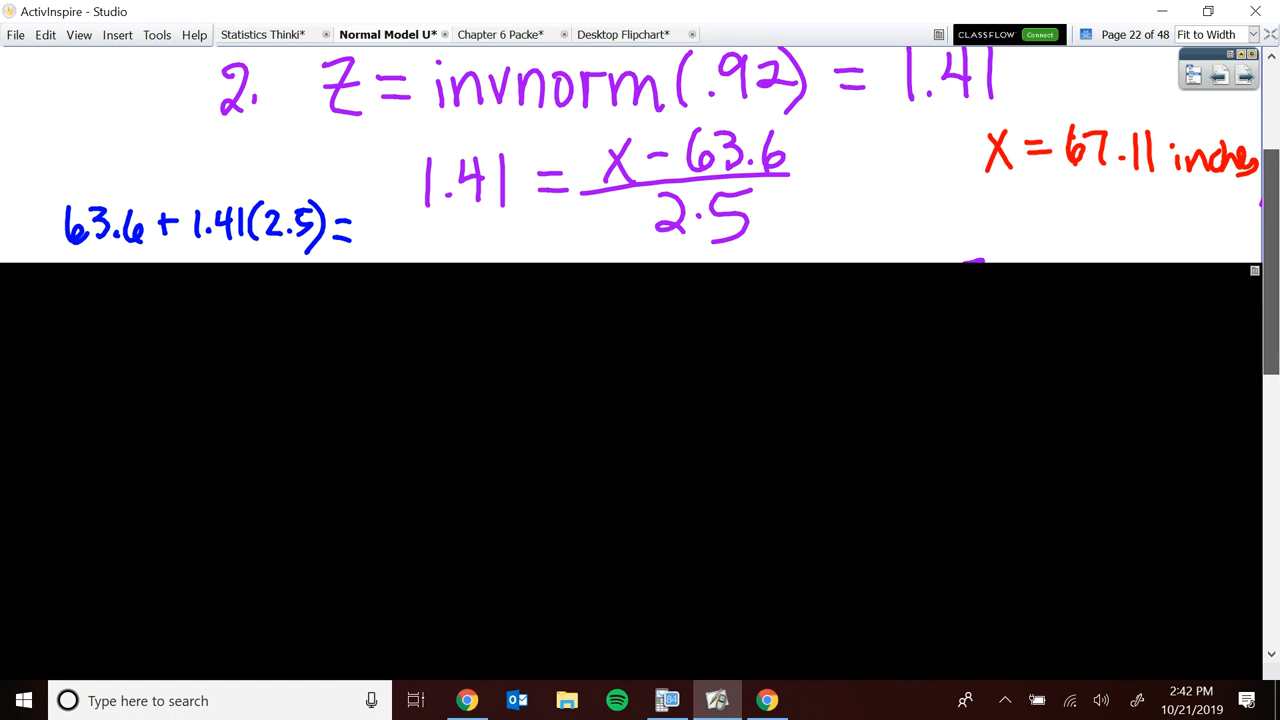 ActivInspire - Studio
File Edit View Insert Tools Help Statistics Thinki* Normal Model U* Chapter 6 Packe* Desktop Flipchart* CLASSFLOW Connect Page 22 of 48 Fit to Width
2. Z = invnorm(.92) = 1.41
X = 67.11 inches
1.41 = x - 63.6 / 2.5
63.6 + 1.41(2.5) =
Type here to search
84
2:42 PM
10/21/2019